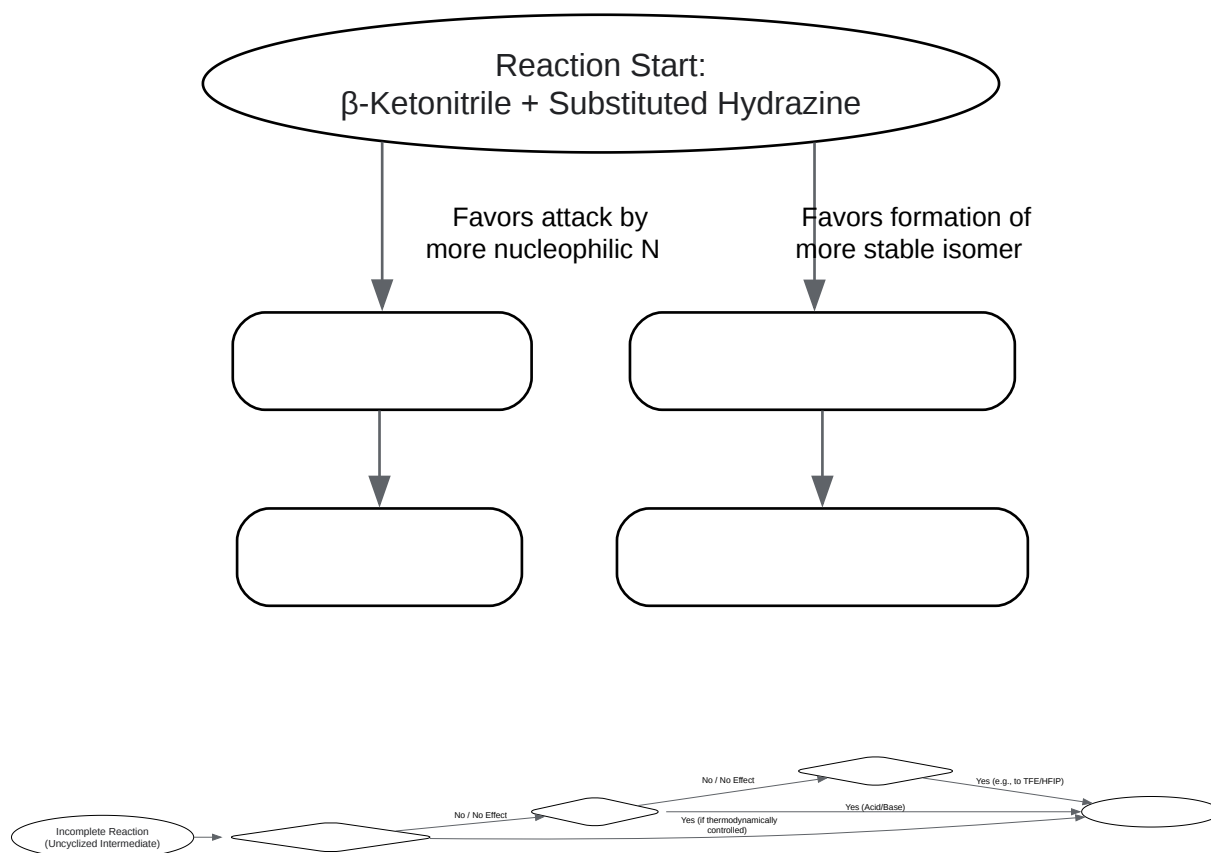 Reaction Start:
β-Ketonitrile + Substituted Hydrazine
Favors attack by
more nucleophilic N
Favors formation of
more stable isomer
No / No Effect
Yes (e.g., to TFE/HFIP)
No / No Effect
Yes (Acid/Base)
Yes (if thermodynamically
controlled)
Incomplete Reaction
(Uncyclized Intermediate)